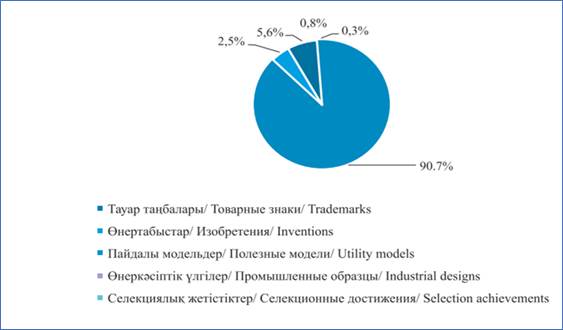 0,8%
5,6%
0,3%
2,5%
90.7%
Тауар таңбалары/ Товарные знаки/ Trademarks
Өнертабыстар/ Изобретения/ Inventions
Пайдалы модельдер/ Полезные модели/ Utility models
Өнеркәсіптік үлгілер/ Промышленные образцы/ Industrial designs
Селекциялық жетістіктер/ Селекционные достижения/ Selection achievements